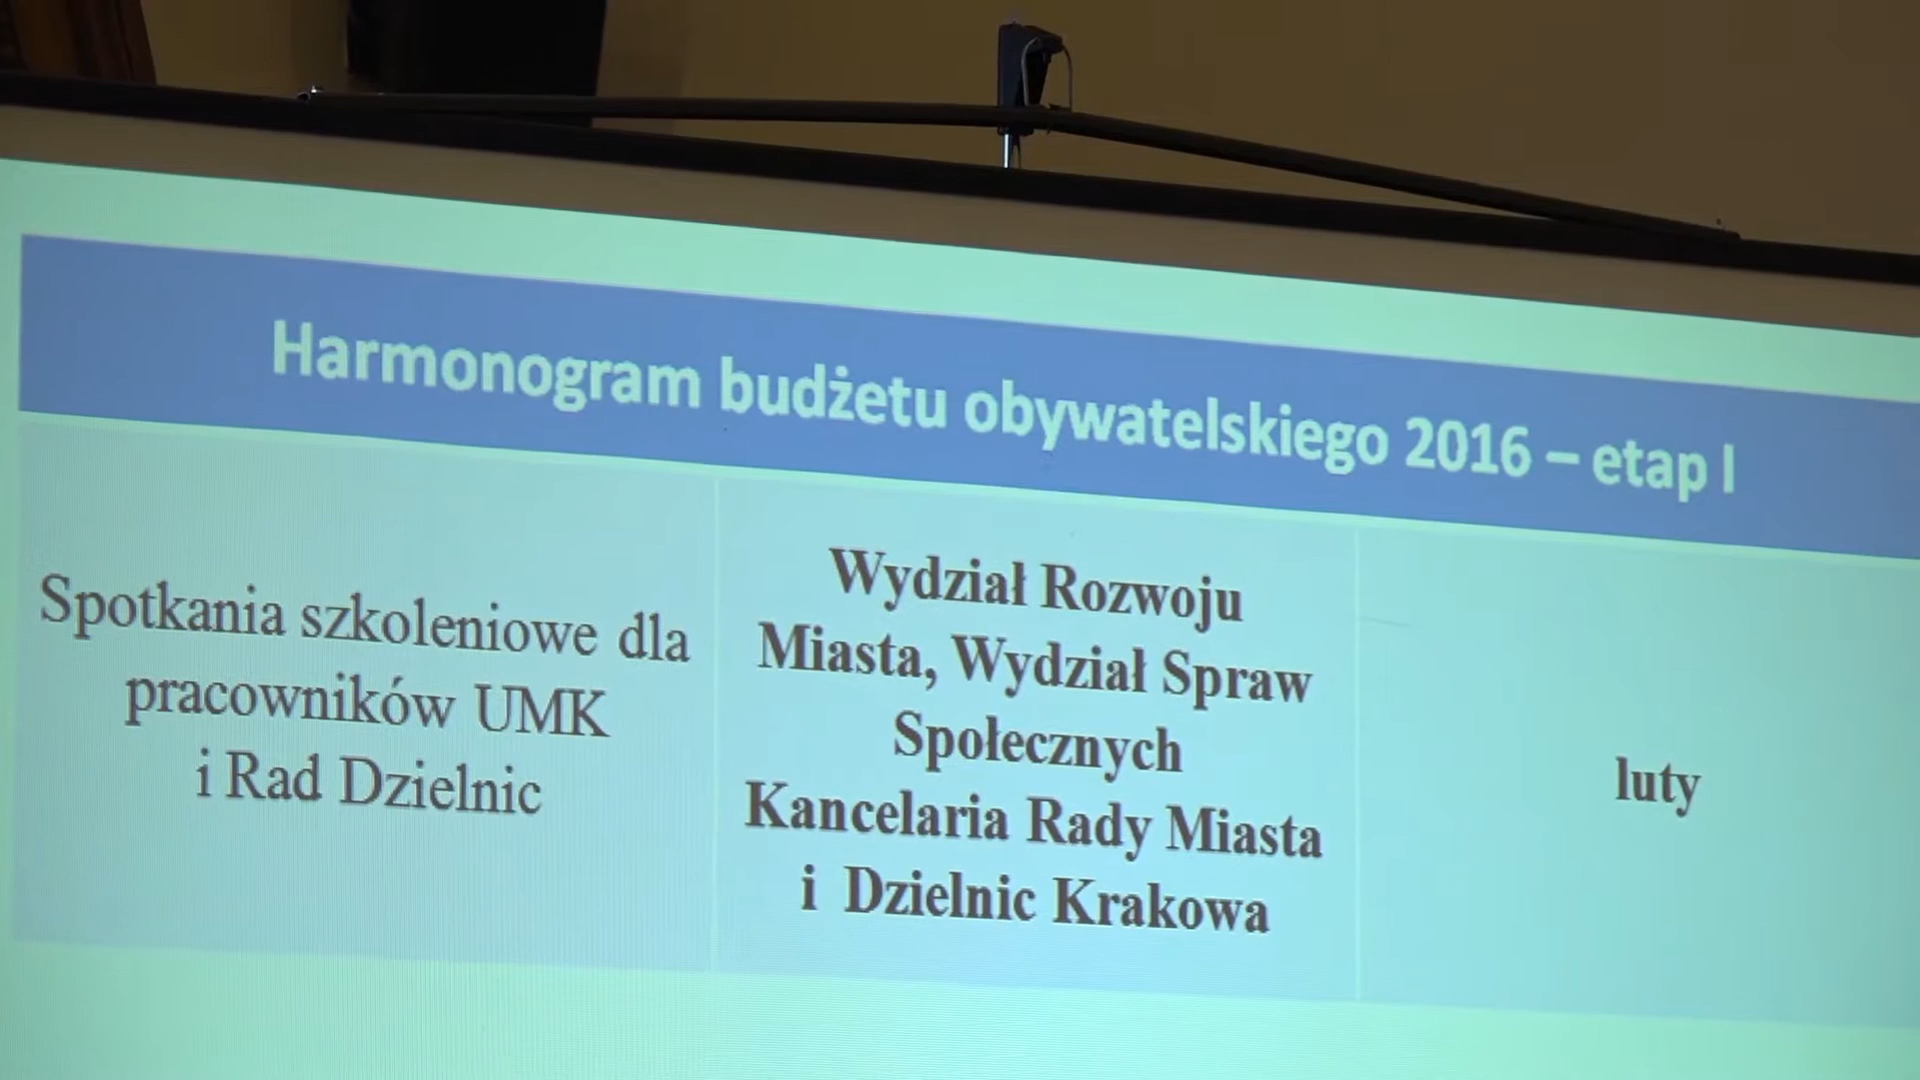 Harmonogram budżetu obywatelskiego 2016 – etap I
Spotkania szkoleniowe dla
pracowników UMK
i Rad Dzielnic
Wydział Rozwoju
Miasta, Wydział Spraw
Społecznych
Kancelaria Rady Miasta
i Dzielnic Krakowa
luty